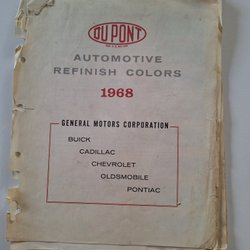 DU PONT
AUTOMOTIVE
REFINISH COLORS
1968
GENERAL MOTORS CORPORATION
BUICK
CADILLAC
CHEVROLET
OLDSMOBILE
PONTIAC